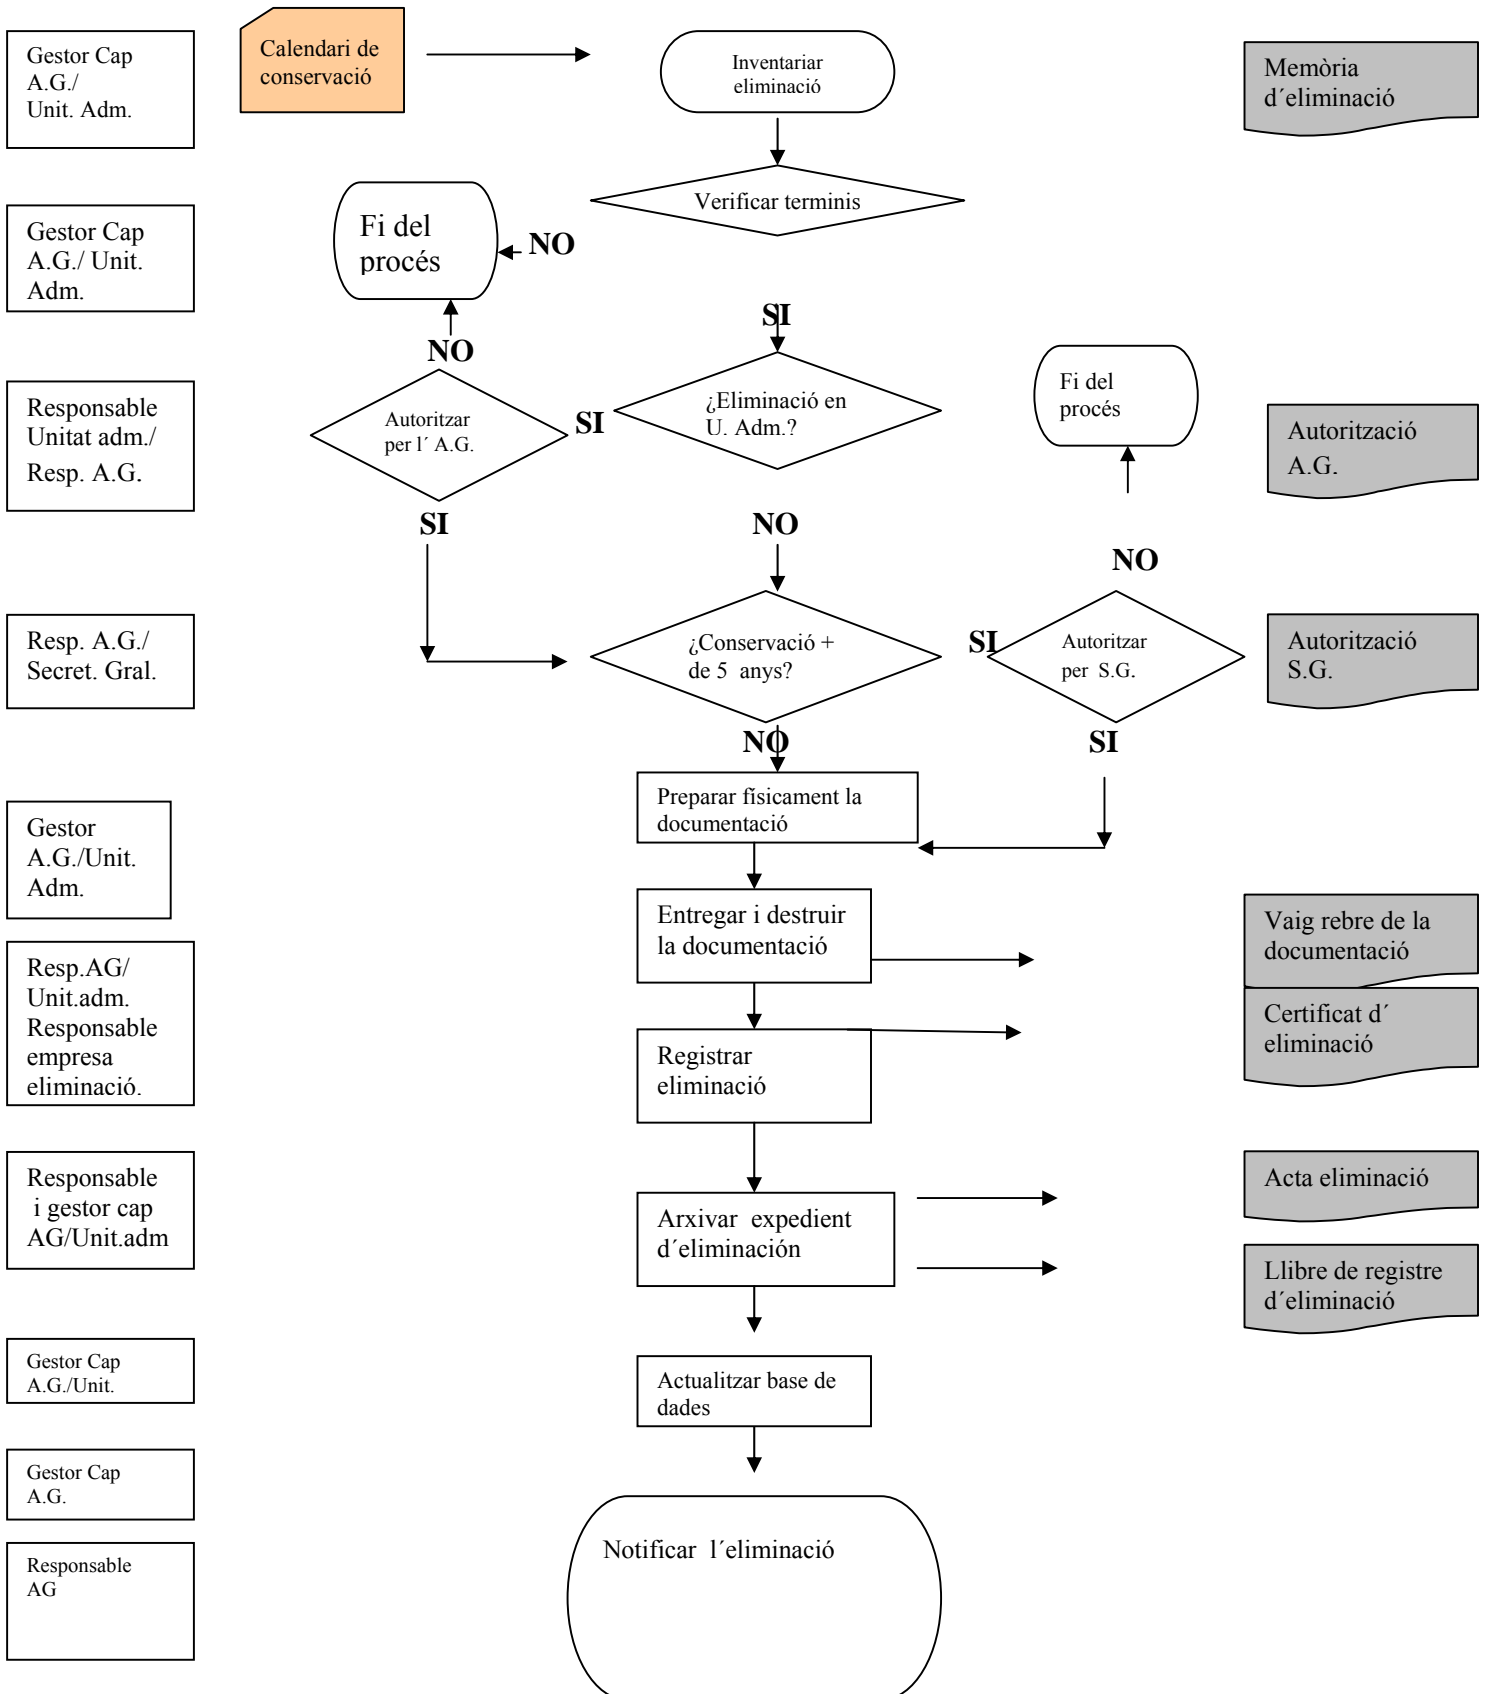 Gestor Cap
A.G./
Unit. Adm.
Calendari de
conservació
Inventariar
eliminació
Memòria
d´eliminació
Verificar terminis
Gestor Cap
A.G./ Unit.
Adm.
Fi del
procés
NO
SI
NO
Responsable
Unitat adm./
Resp. A.G.
Autoritzar
per l´ A.G.
SI
¿Eliminació en
U. Adm.?
Fi del
procés
Autorització
A.G.
SI
NO
NO
Resp. A.G./
Secret. Gral.
¿Conservació +
de 5 anys?
SI
Autoritzar
per S.G.
Autorització
S.G.
NO
SI
Preparar físicament la
documentació
Gestor
A.G./Unit.
Adm.
Entregar i destruir
la documentació
Vaig rebre de la
documentació
Resp.AG/
Unit.adm.
Responsable
empresa
eliminació.
Registrar
eliminació
Certificat d´
eliminació
Responsable
i gestor cap
AG/Unit.adm
Arxivar expedient
d´eliminación
Acta eliminació
Llibre de registre
d´eliminació
Gestor Cap
A.G./Unit.
Actualitzar base de
dades
Gestor Cap
A.G.
Notificar l´eliminació
Responsable
AG